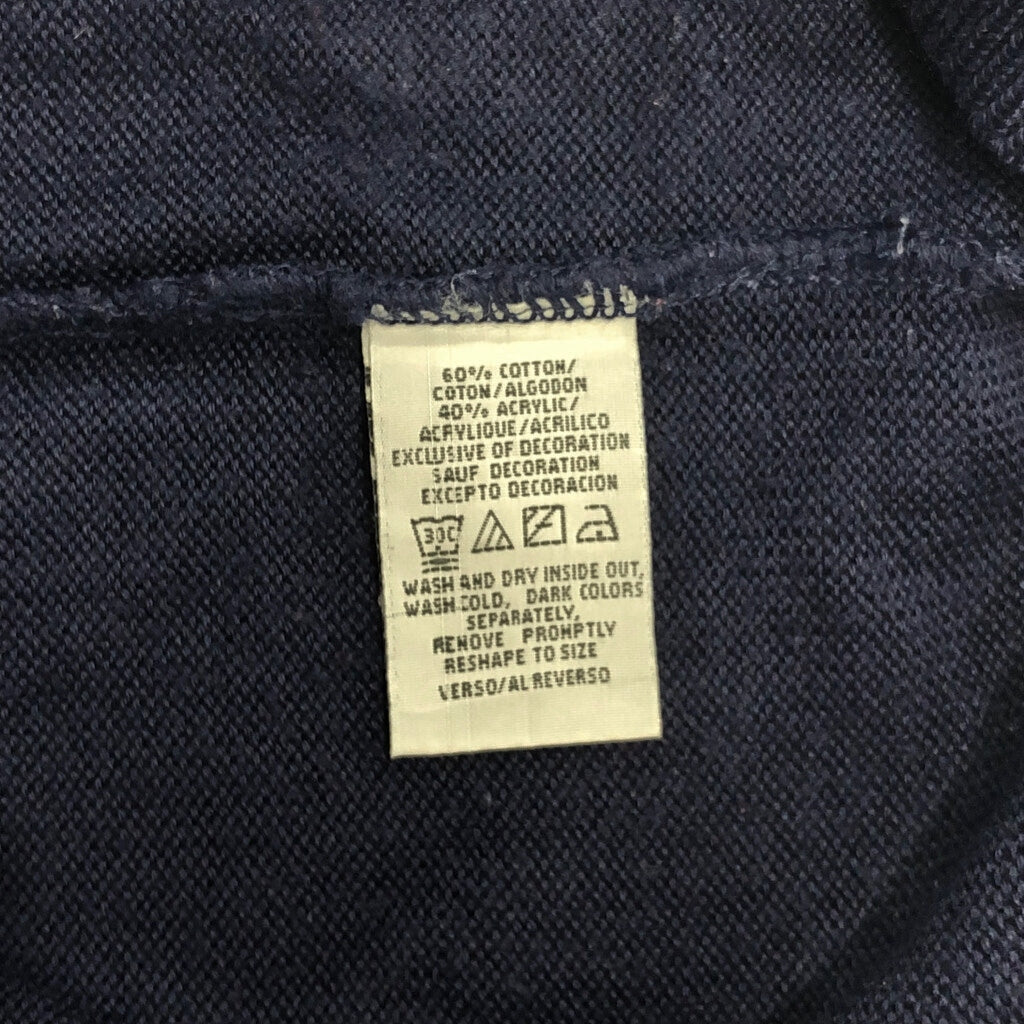 60% COTTON/
COTON/ALGODON
40% ACRYLIC/
ACRYLIQUE/ACRILICO
EXCLUSIVE OF DECORATION
SAUF DECORATION
EXCEPTO DECORACION
30C
WASH AND DRY INSIDE OUT,
WASH COLD, DARK COLORS
SEPARATELY,
REMOVE PROMPTLY
RESHAPE TO SIZE
VERSO/AL REVERSO